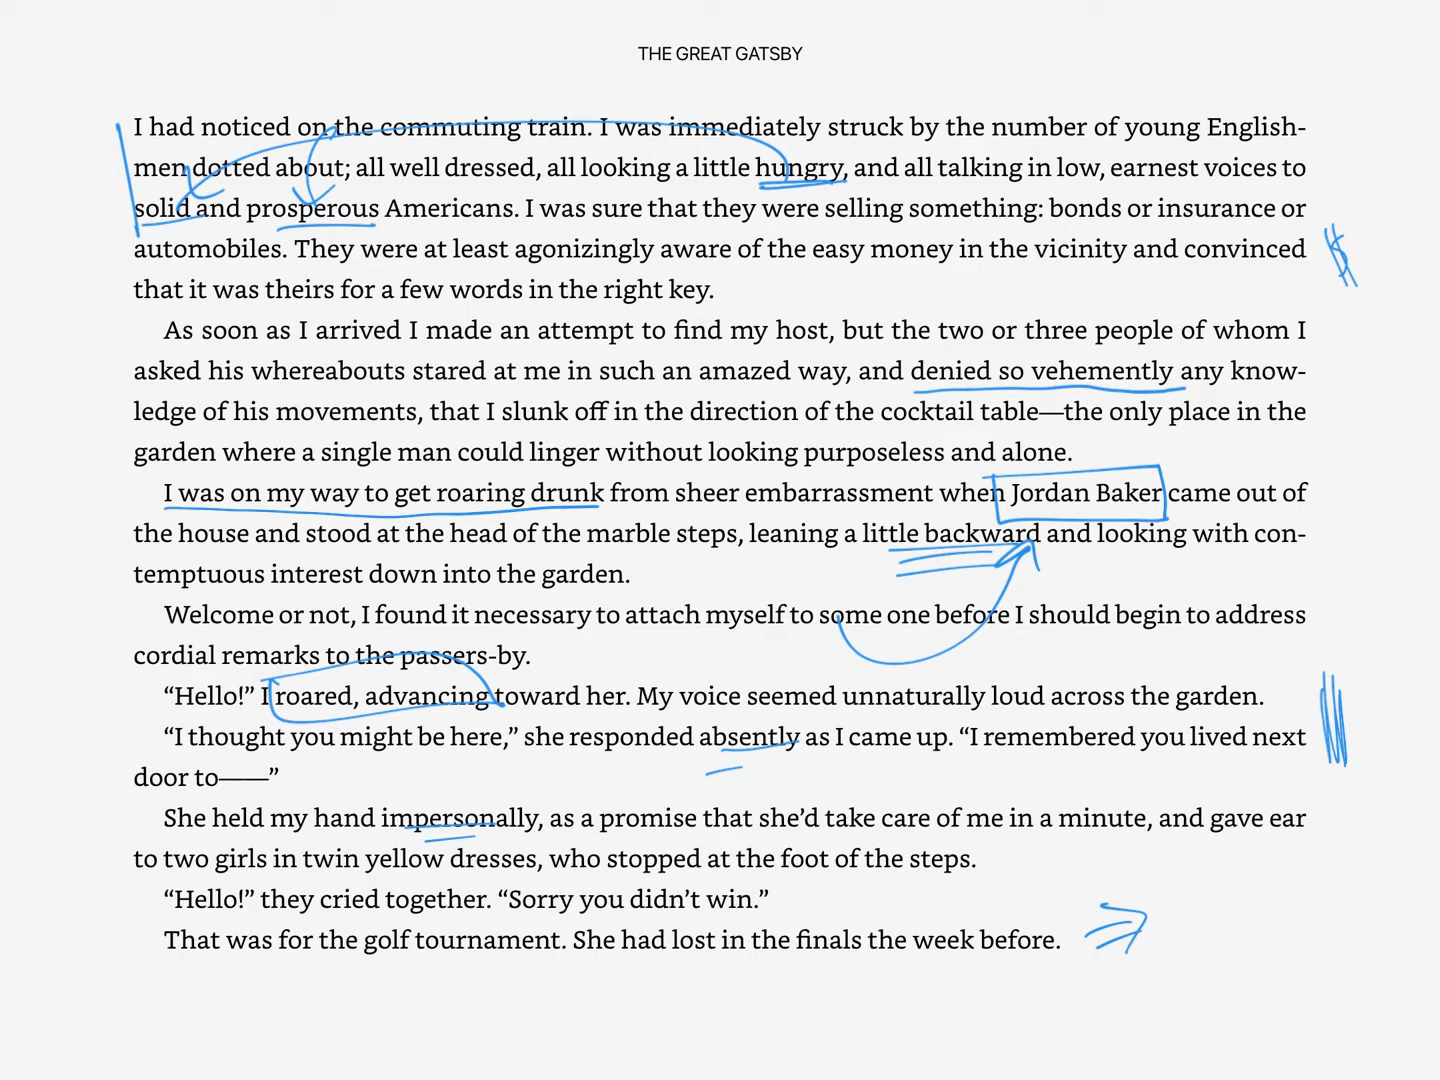 THE GREAT GATSBY
I had noticed on the commuting train. I was immediately struck by the number of young English-
men dotted about; all well dressed, all looking a little hungry, and all talking in low, earnest voices to
solid and prosperous Americans. I was sure that they were selling something: bonds or insurance or
automobiles. They were at least agonizingly aware of the easy money in the vicinity and convinced
$
that it was theirs for a few words in the right key.
As soon as I arrived I made an attempt to find my host, but the two or three people of whom I
asked his whereabouts stared at me in such an amazed way, and denied so vehemently any know-
ledge of his movements, that I slunk off in the direction of the cocktail table—the only place in the
garden where a single man could linger without looking purposeless and alone.
I was on my way to get roaring drunk from sheer embarrassment when Jordan Baker came out of
the house and stood at the head of the marble steps, leaning a little backward and looking with con-
temptuous interest down into the garden.
Welcome or not, I found it necessary to attach myself to some one before I should begin to address
cordial remarks to the passers-by.
“Hello!” I roared, advancing toward her. My voice seemed unnaturally loud across the garden.
“I thought you might be here,” she responded absently as I came up. “I remembered you lived next
door to——”
She held my hand impersonally, as a promise that she’d take care of me in a minute, and gave ear
to two girls in twin yellow dresses, who stopped at the foot of the steps.
“Hello!” they cried together. “Sorry you didn’t win.”
That was for the golf tournament. She had lost in the finals the week before.